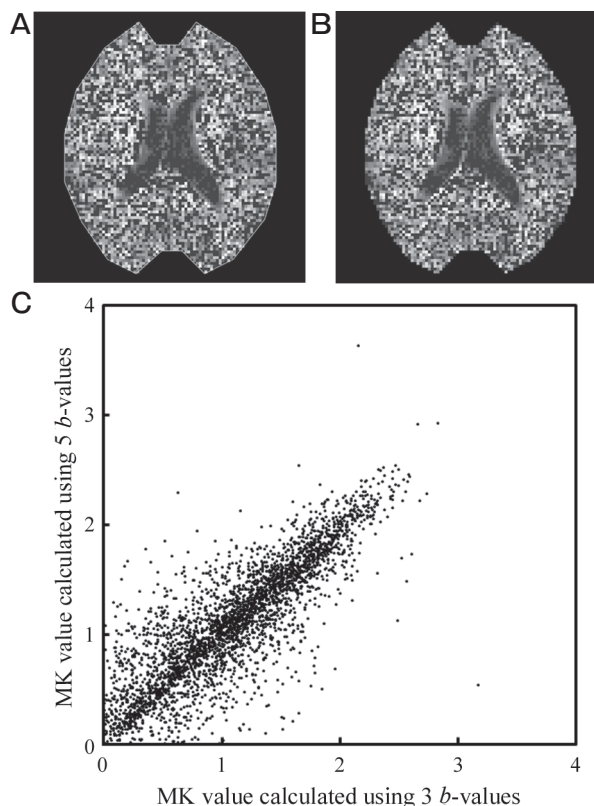 A
B
C
MK value calculated using 5 b-values
4
3
2
1
0
0 1 2 3 4
MK value calculated using 3 b-values